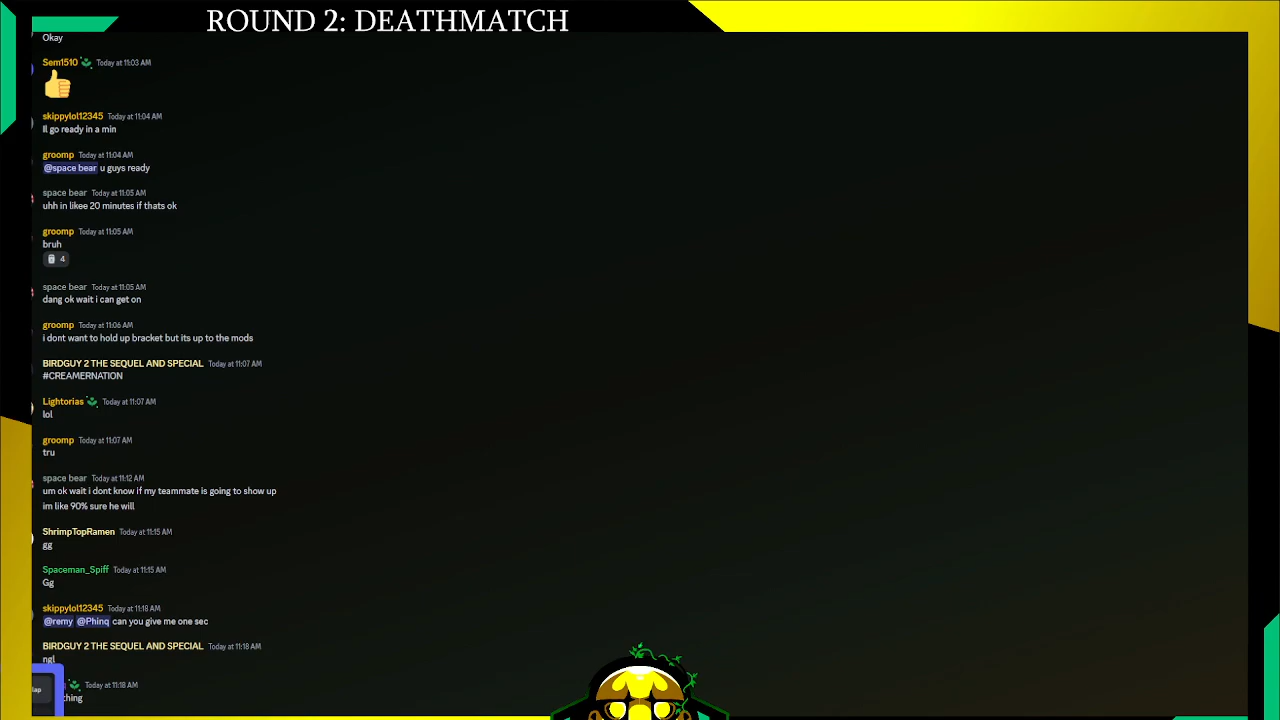 ROUND 2: DEATHMATCH
Okay
Sem1510 Today at 11:03 AM
skippylol12345 Today at 11:04 AM
Il go ready in a min
groomp Today at 11:04 AM
@space bear u guys ready
space bear Today at 11:05 AM
uhh in likee 20 minutes if thats ok
groomp Today at 11:05 AM
bruh
4
space bear Today at 11:05 AM
dang ok wait i can get on
groomp Today at 11:06 AM
i dont want to hold up bracket but its up to the mods
BIRDGUY 2 THE SEQUEL AND SPECIAL Today at 11:07 AM
#CREAMERNATION
Lightorias Today at 11:07 AM
lol
groomp Today at 11:07 AM
tru
space bear Today at 11:12 AM
um ok wait i dont know if my teammate is going to show up
im like 90% sure he will
ShrimpTopRamen Today at 11:15 AM
gg
Spaceman_Spiff Today at 11:15 AM
Gg
skippylol12345 Today at 11:18 AM
@remy @Phinq can you give me one sec
BIRDGUY 2 THE SEQUEL AND SPECIAL Today at 11:18 AM
ngl
Today at 11:18 AM
thing